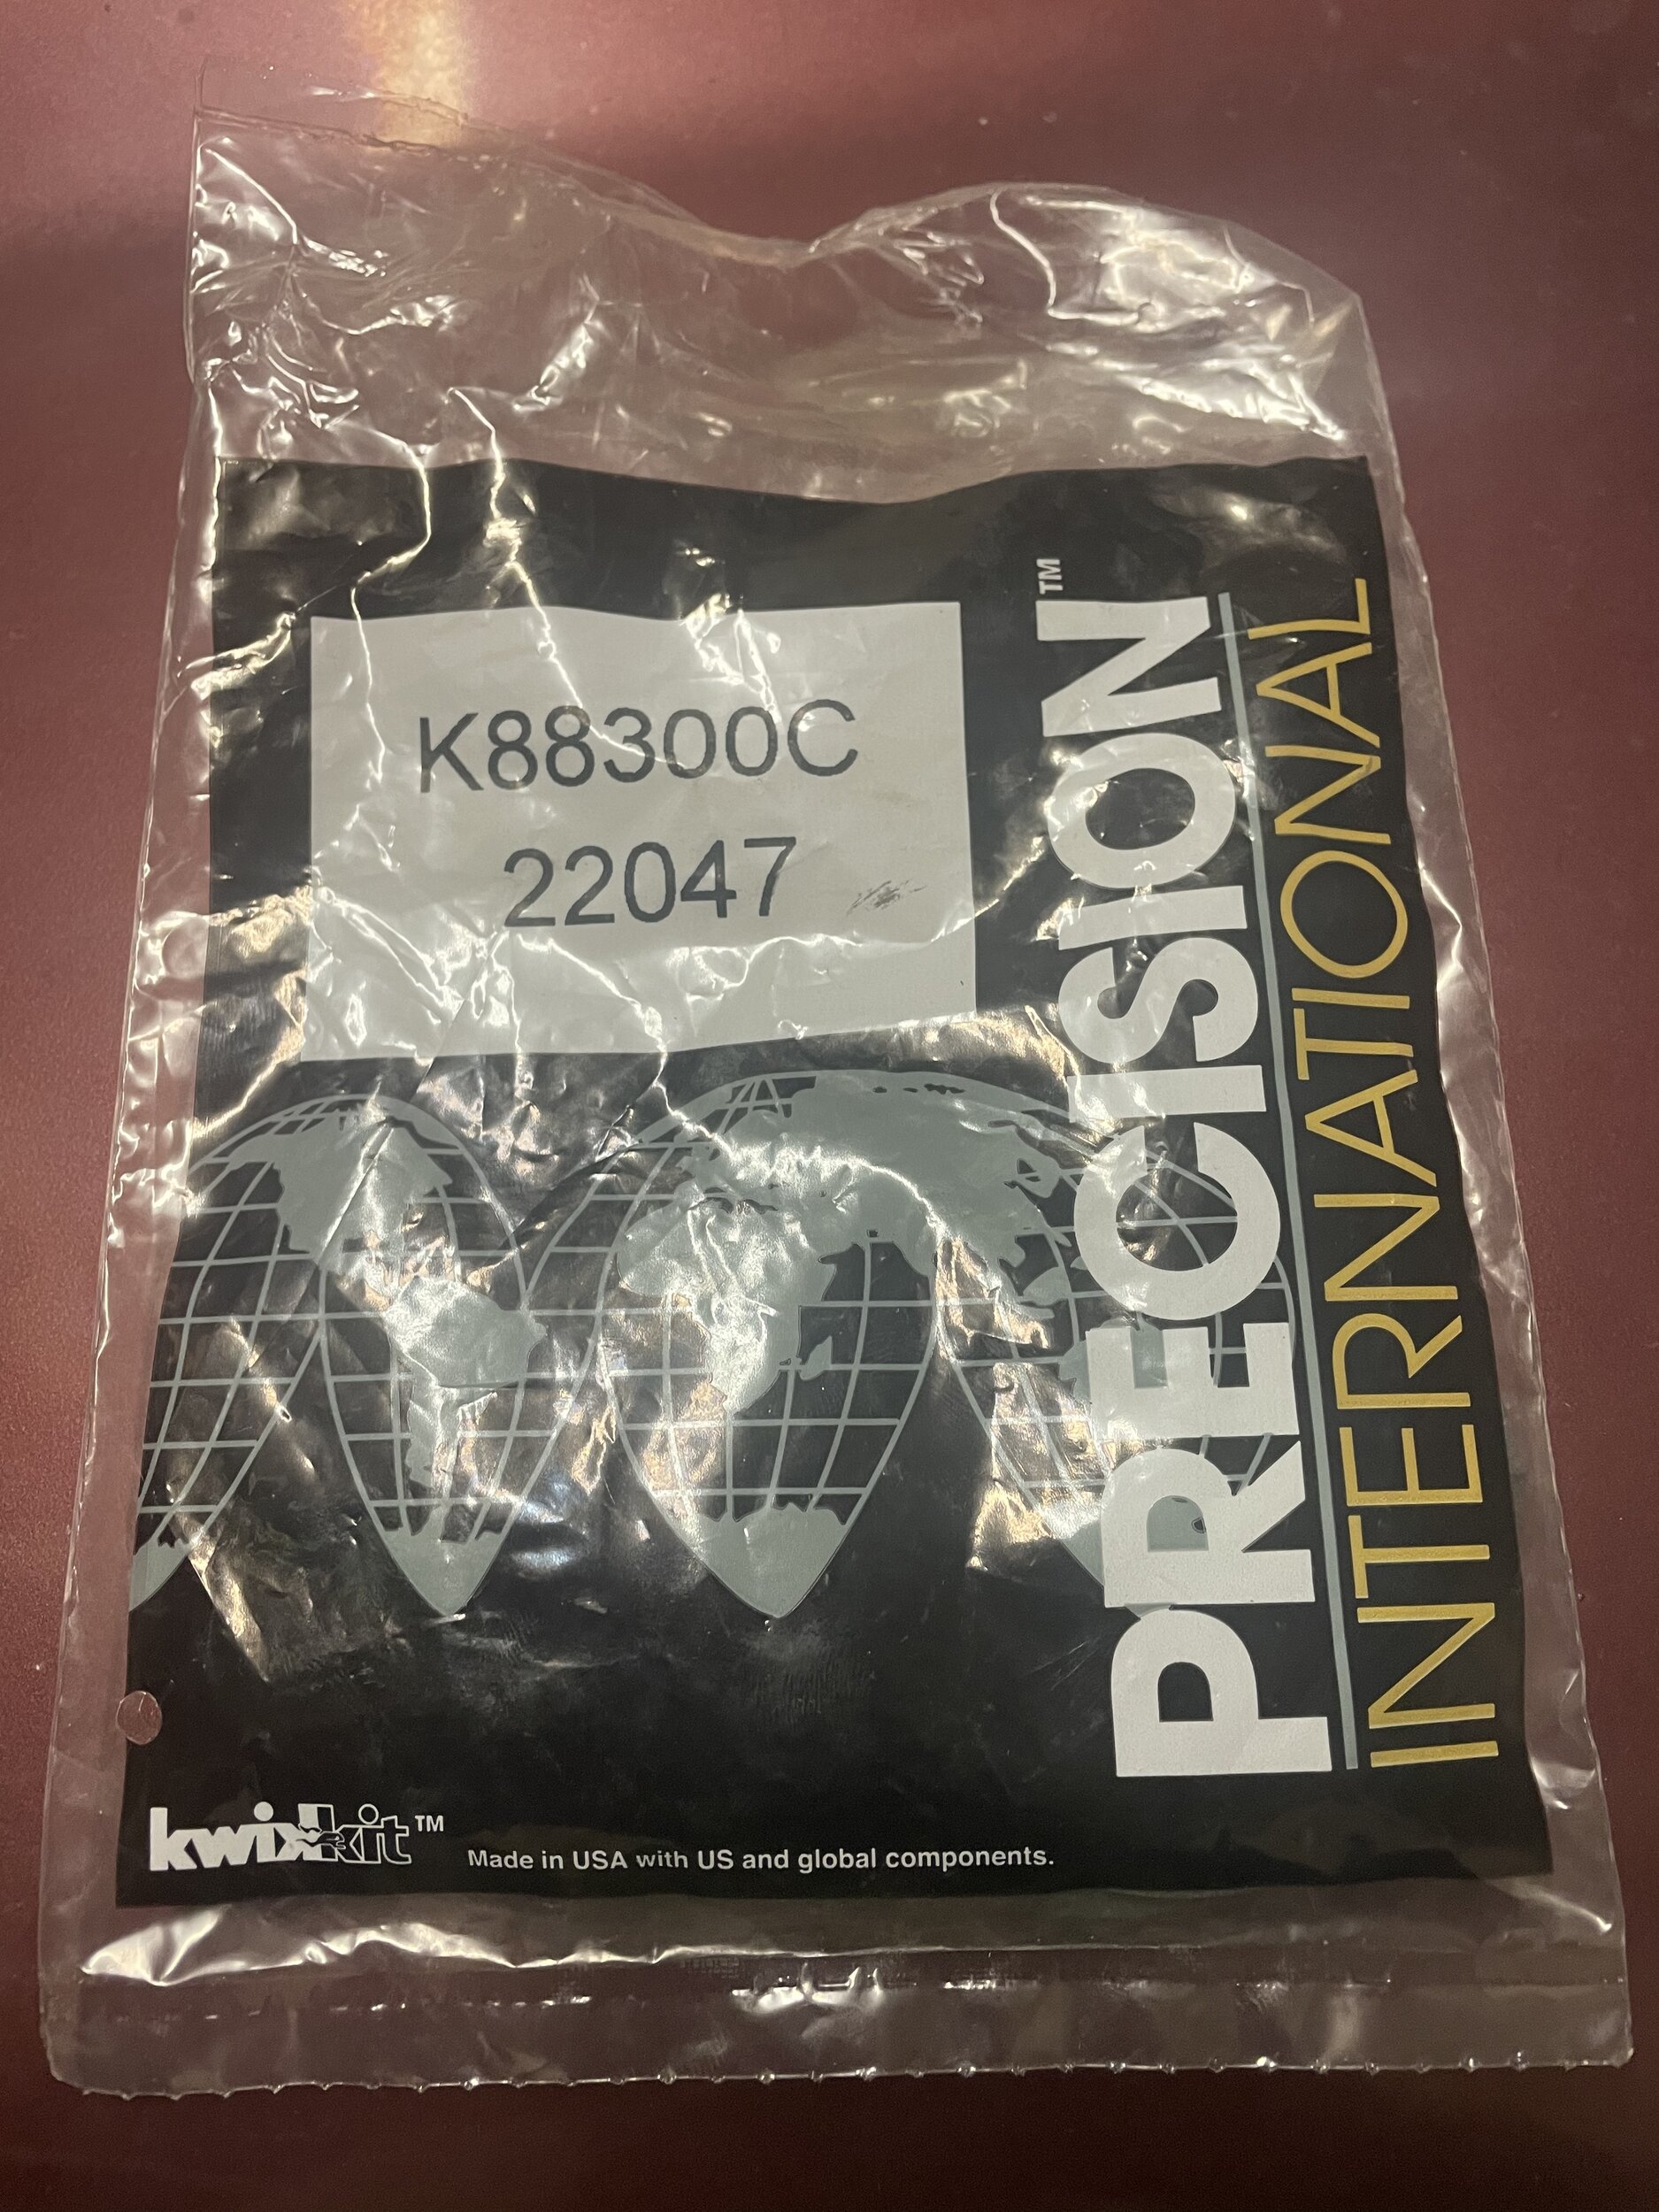 K88300C
22047
PRECISION™
INTERNATIONAL
kwikkit™
Made in USA with US and global components.